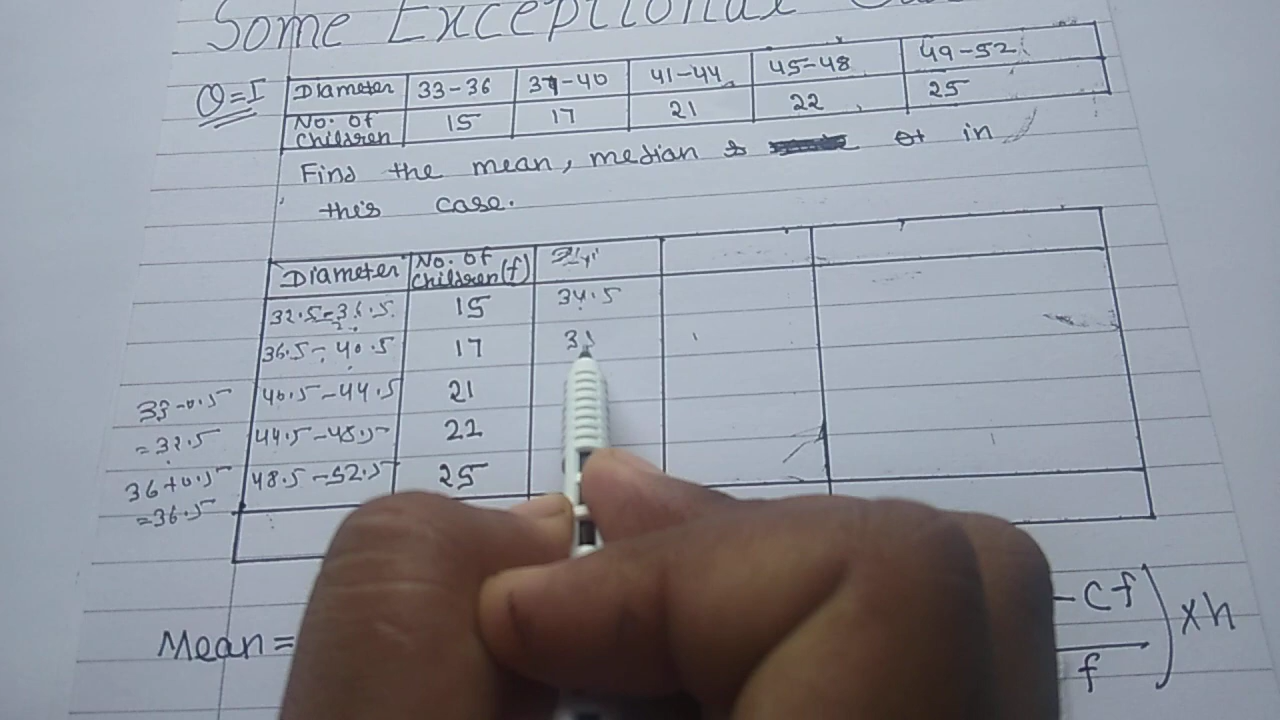 Some Exceptional
Q=I
Diameter 33-36 37-40 41-44 45-48 49-52
No. of Children 15 17 21 22 25
Find the mean, median & of in
this case.
Diameter No. of Children(f)
32.5-36.5 15 34.5
36.5-40.5 17 3
40.5-44.5 21
44.5-48.5 22
48.5-52.5 25
33-0.5
=32.5
36+0.5
=36.5
Mean=
-Cf
f
)xh